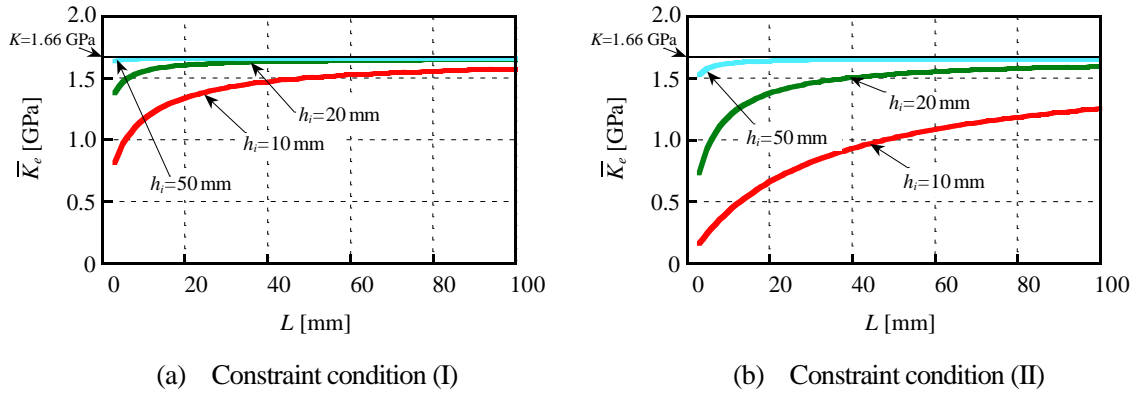 2.0
K=1.66 GPa
1.5
1.0
0.5
0
K̅e [GPa]
hi=20 mm
hi=10 mm
hi=50 mm
0 20 40 60 80 100
L [mm]
(a) Constraint condition (I)
2.0
K=1.66 GPa
1.5
1.0
0.5
0
K̅e [GPa]
hi=20 mm
hi=50 mm
hi=10 mm
0 20 40 60 80 100
L [mm]
(b) Constraint condition (II)